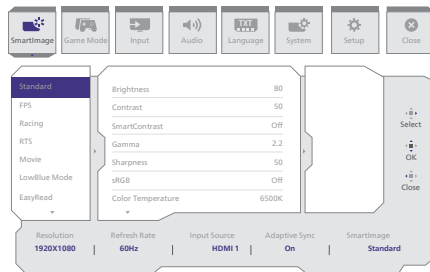 SmartImage Game Mode Input Audio Language System Setup Close
TXT
Standard
FPS
Racing
RTS
Movie
LowBlue Mode
EasyRead
Brightness 80
Contrast 50
SmartContrast Off
Gamma 2.2
Sharpness 50
sRGB Off
Color Temperature 6500K
Select
OK
Close
Resolution Refresh Rate Input Source Adaptive Sync SmartImage
1920X1080 | 60Hz | HDMI 1 | On | Standard